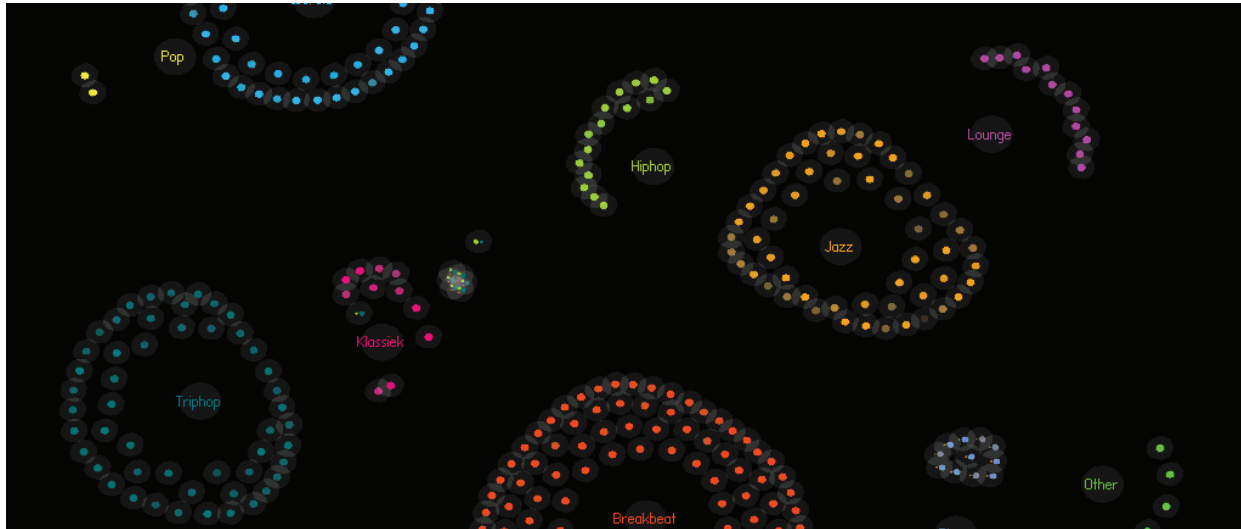 Pop
Hiphop
Lounge
Jazz
Klassiek
Triphop
Other
Breakbeat